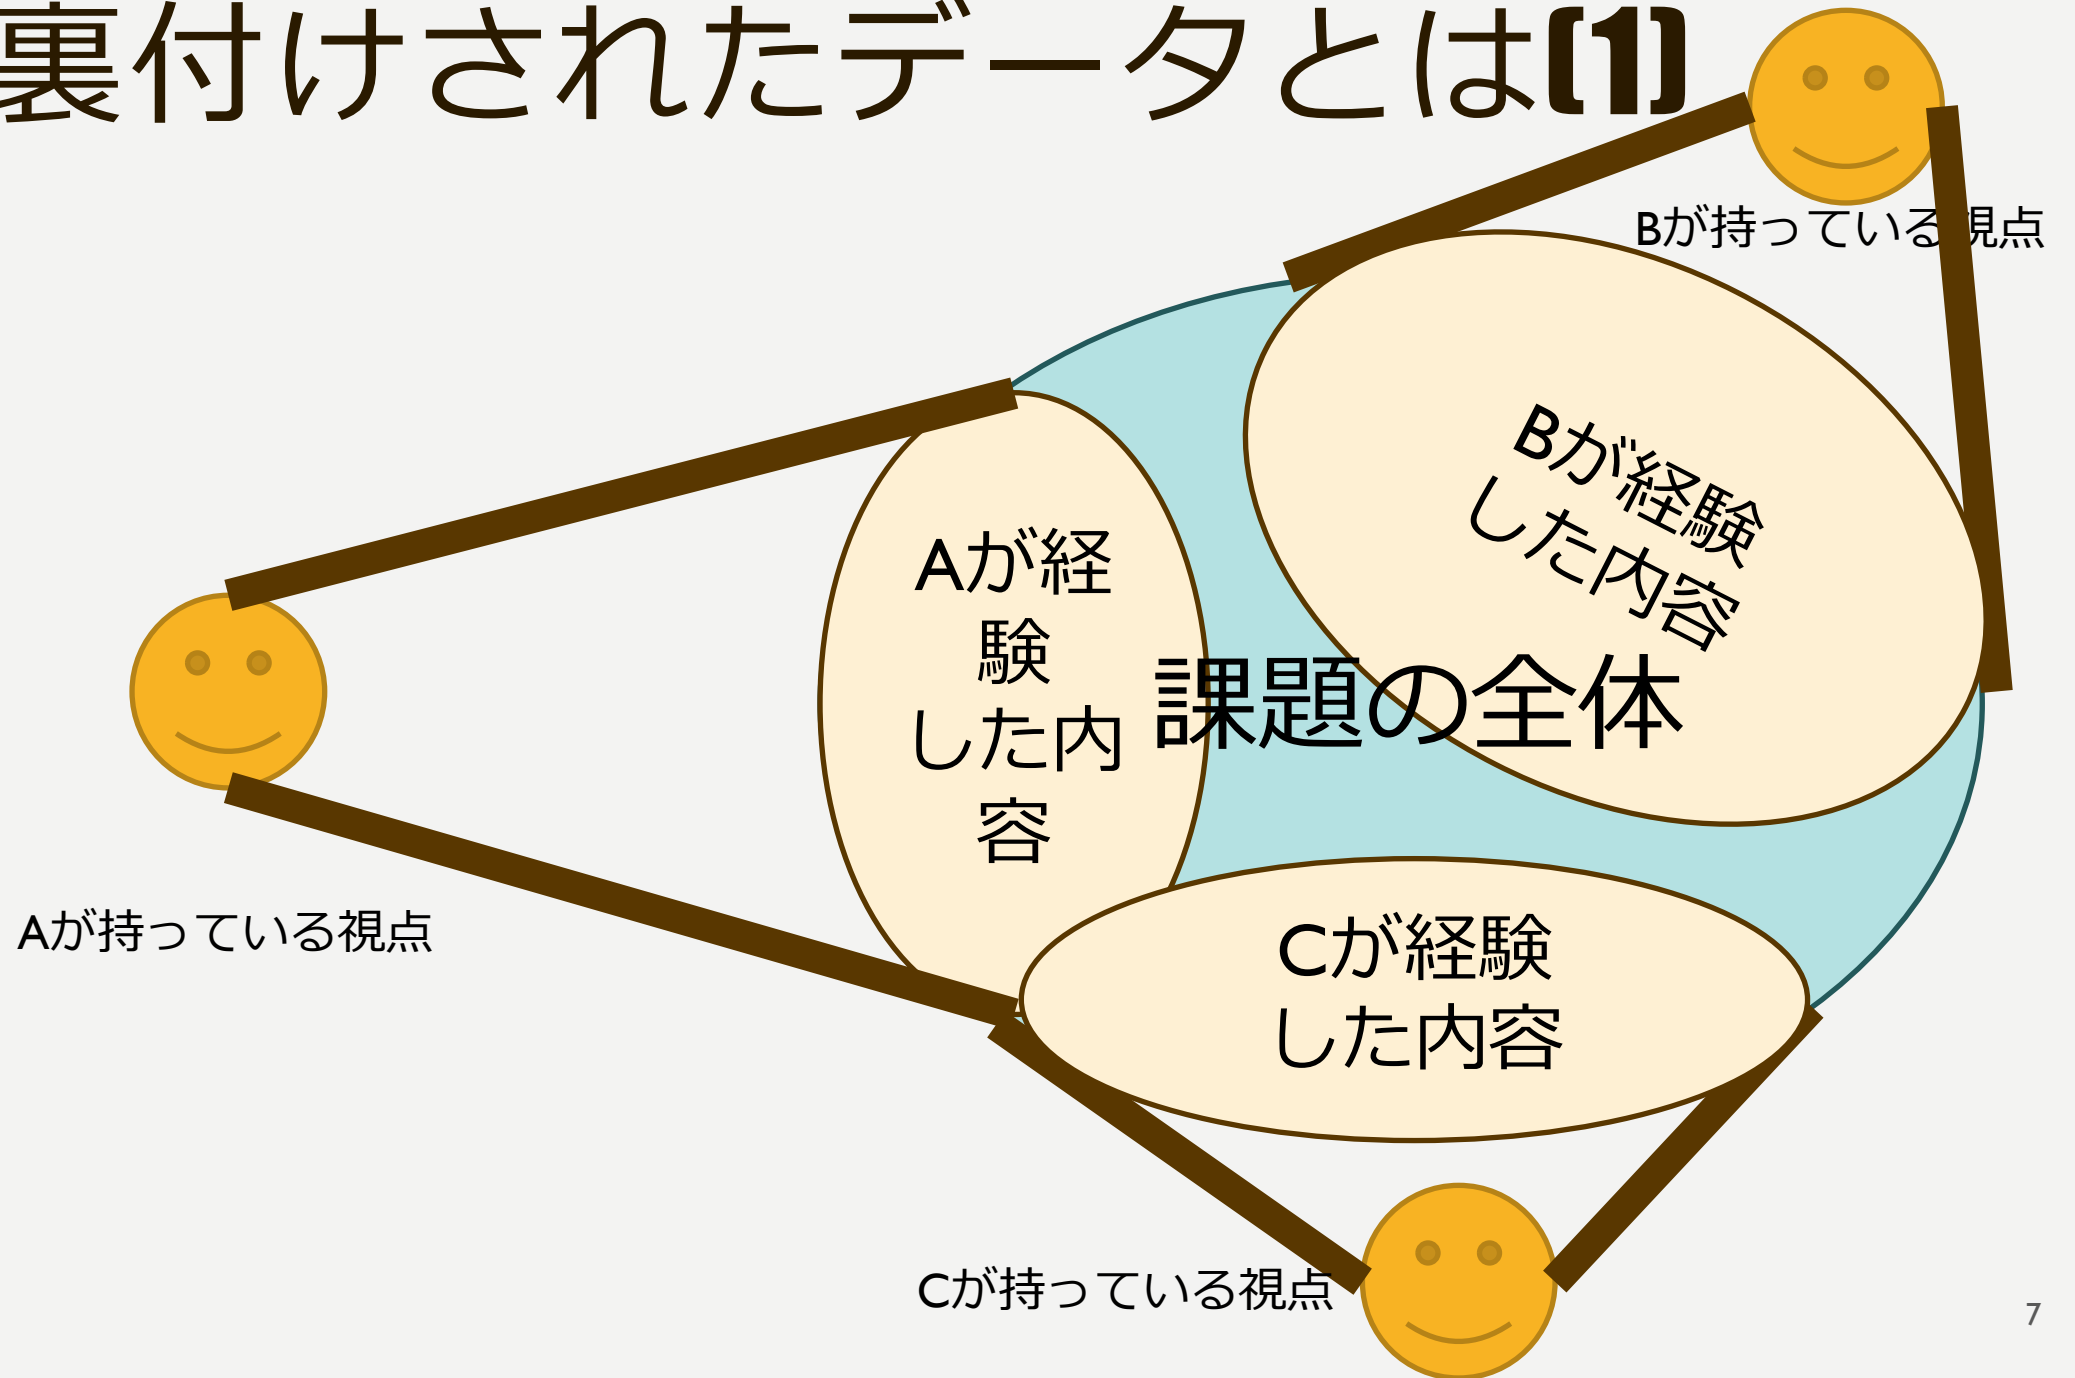 裏付けされたデータとは(1)
Bが持っている視点
Bが経験
した内容
Aが経
験
した内
容
課題の全体
Aが持っている視点
Cが経験
した内容
Cが持っている視点
7